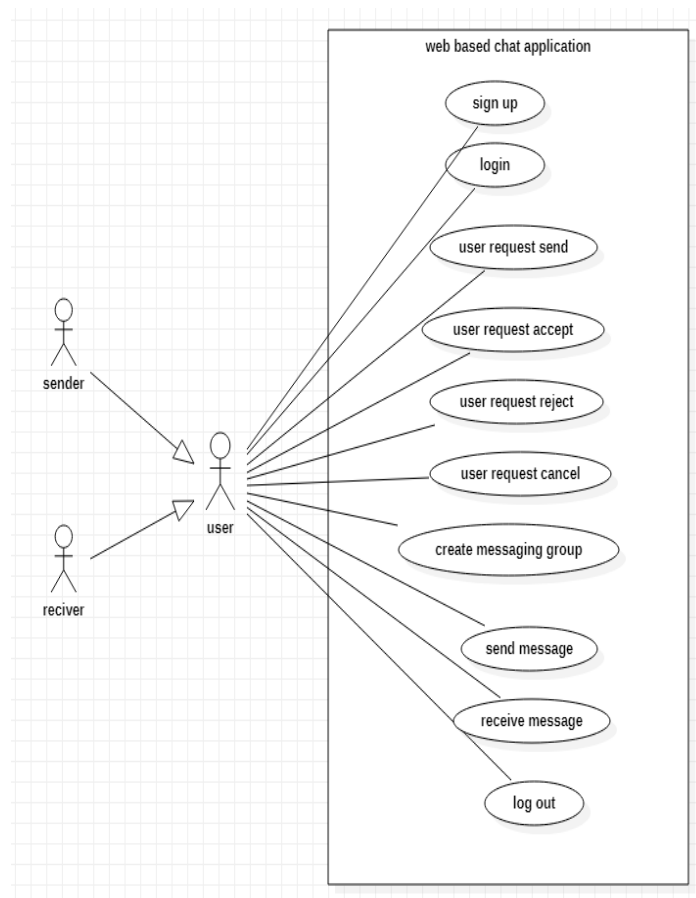 web based chat application
sign up
login
user request send
user request accept
user request reject
user request cancel
create messaging group
send message
receive message
log out
sender
user
reciver